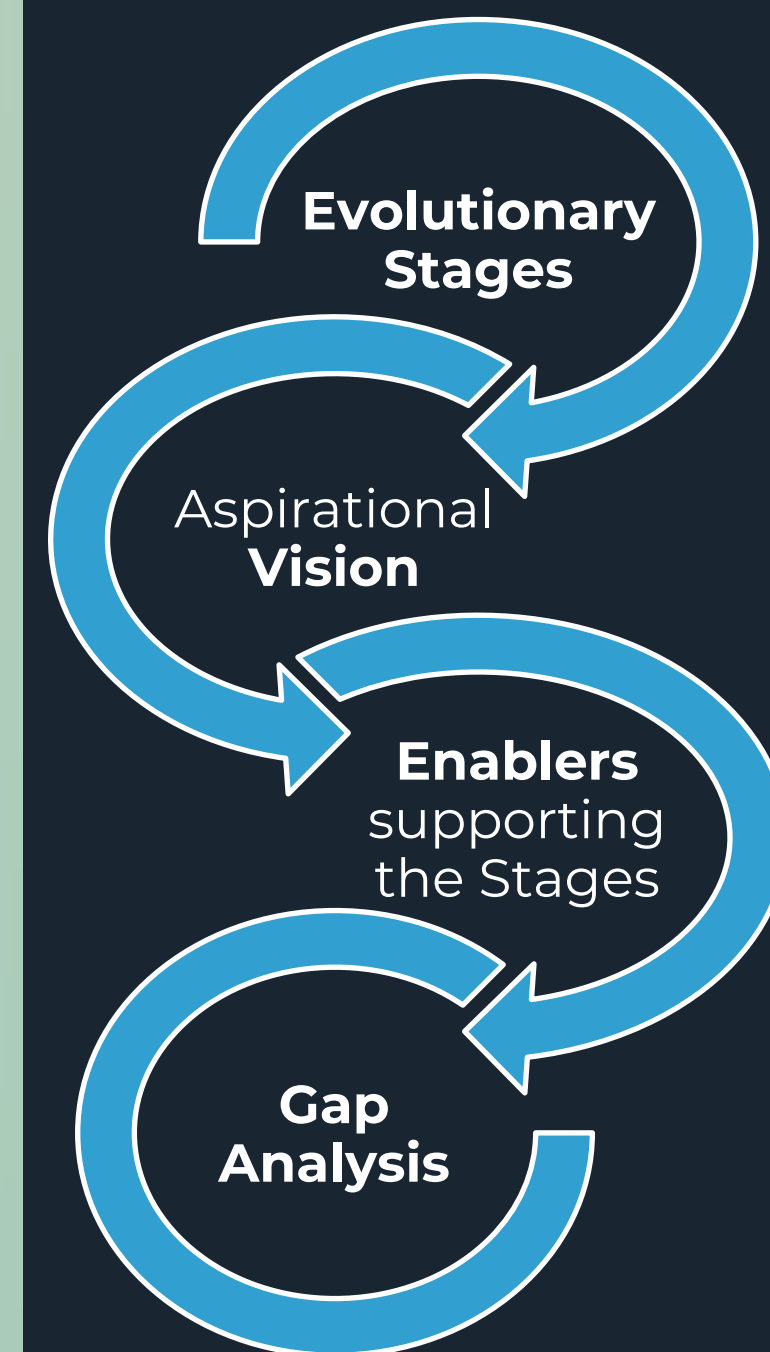 Evolutionary
Stages
Aspirational
Vision
Enablers
supporting
the Stages
Gap
Analysis